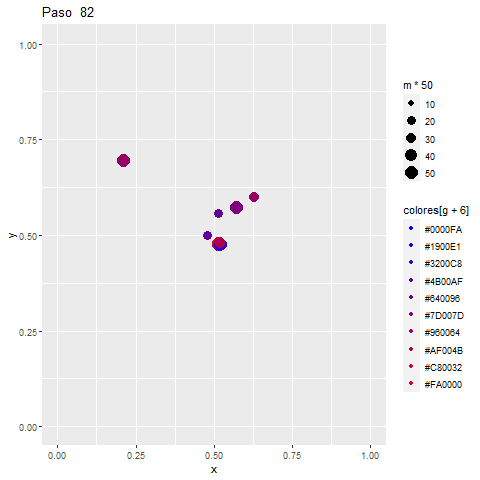 Paso  82
1.00
0.75
0.50
0.25
0.00
y
0.00 0.25 0.50 0.75 1.00
x
m * 50
10
20
30
40
50
colores[g + 6]
#0000FA
#1900E1
#3200C8
#4B00AF
#640096
#7D007D
#960064
#AF004B
#C80032
#FA0000